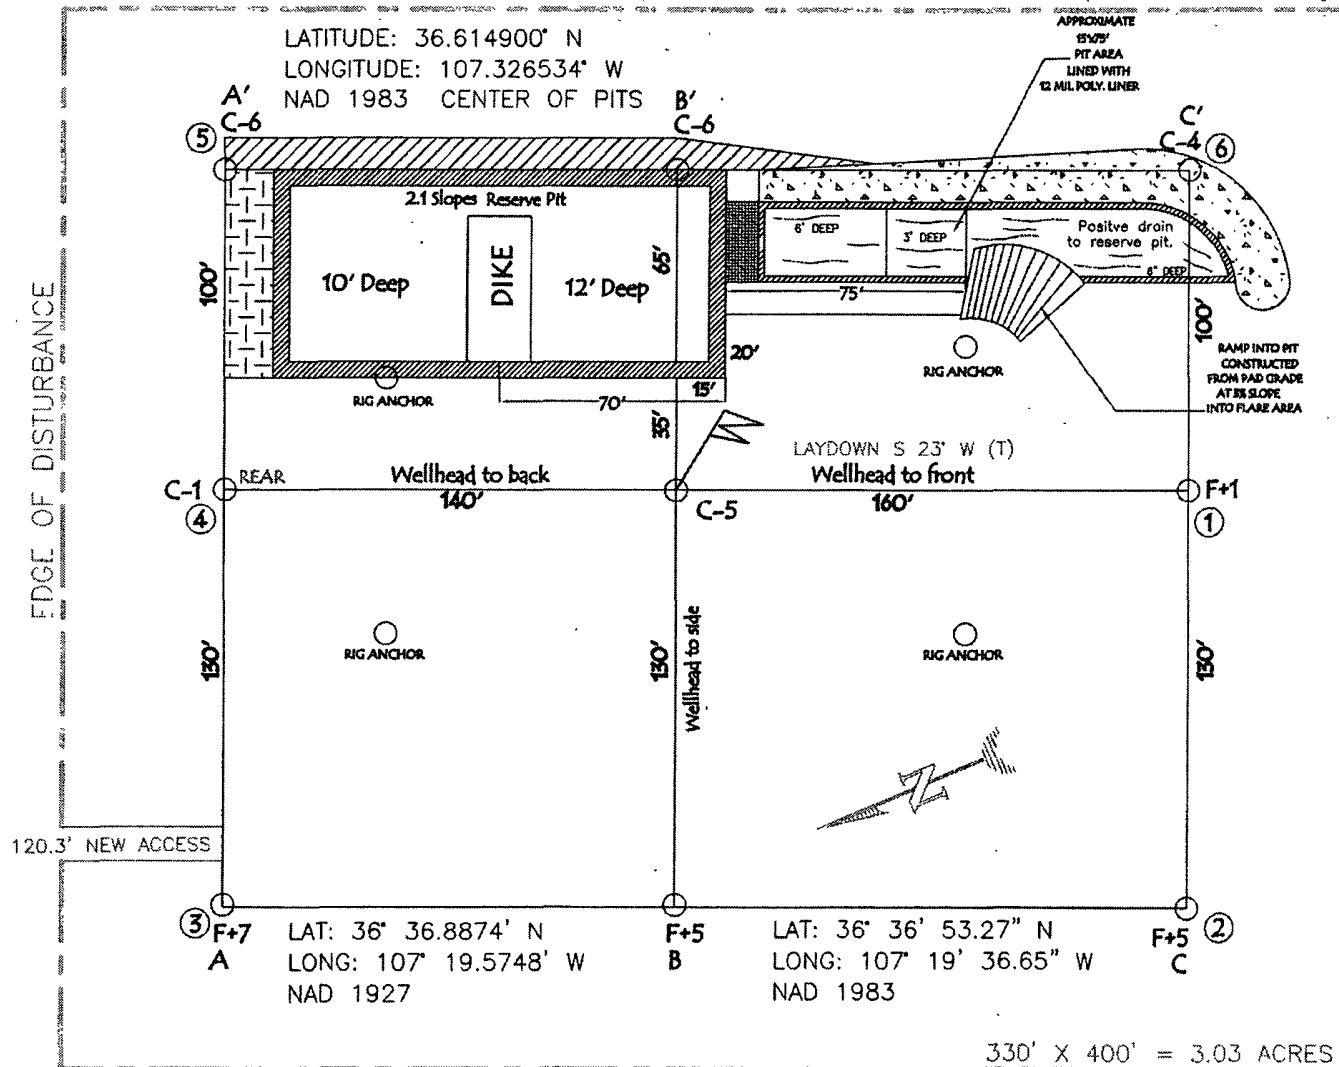 LATITUDE: 36.614900° N
LONGITUDE: 107.326534° W
NAD 1983 CENTER OF PITS
APPROXIMATE
PIT AREA
LINED WITH
12 MIL POLY. LINER
A'
C-6
5
B'
C-6
C'
C-4
6
2.1 Slopes Reserve Pit
10' Deep
DIKE
12' Deep
65'
100'
6' DEEP
3' DEEP
Positve drain
to reserve pit.
6" DEEP
75'
100'
20'
15'
70'
35'
RIG ANCHOR
RIG ANCHOR
RAMP INTO PIT
CONSTRUCTED
FROM PAD GRADE
AT SLOPE
INTO FLARE AREA
EDGE OF DISTURBANCE
N
LAYDOWN S 23° W (T)
C-1
4
REAR
Wellhead to back
140'
C-5
Wellhead to front
160'
F+1
1
130'
RIG ANCHOR
130'
Wellhead to side
RIG ANCHOR
130'
N
120.3' NEW ACCESS
3
F+7
A
LAT: 36° 36.8874' N
LONG: 107° 19.5748' W
NAD 1927
F+5
B
LAT: 36° 36' 53.27" N
LONG: 107° 19' 36.65" W
NAD 1983
F+5
C
2
330' X 400' = 3.03 ACRES